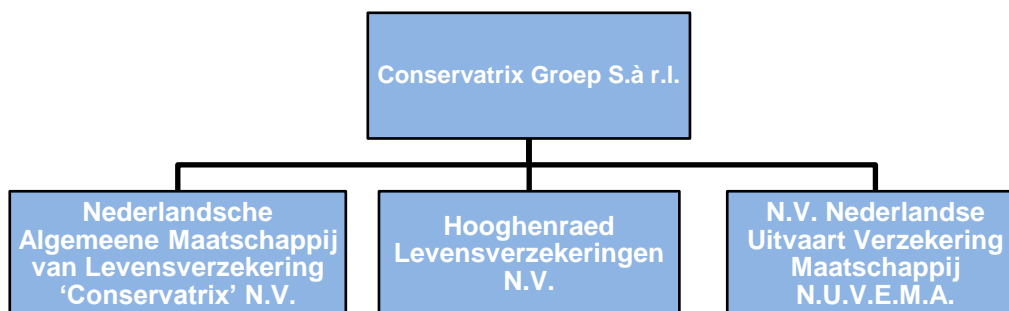 Conservatrix Groep S.à r.l.
Nederlandsche
Algemeene Maatschappij
van Levensverzekering
‘Conservatrix’ N.V.
Hooghenraed
Levensverzekeringen
N.V.
N.V. Nederlandse
Uitvaart Verzekering
Maatschappij
N.U.V.E.M.A.